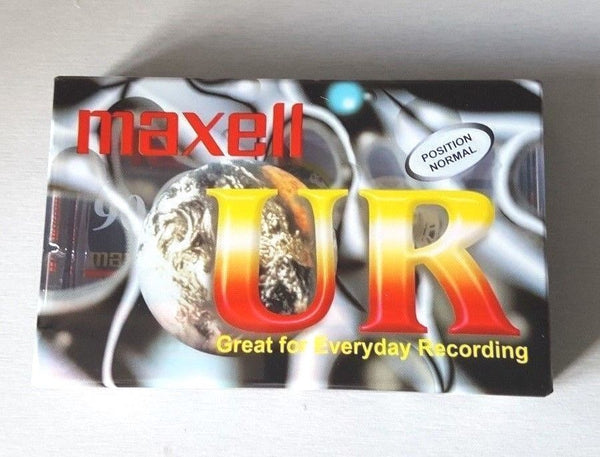 maxell
POSITION
NORMAL
90
UR
Great for Everyday Recording